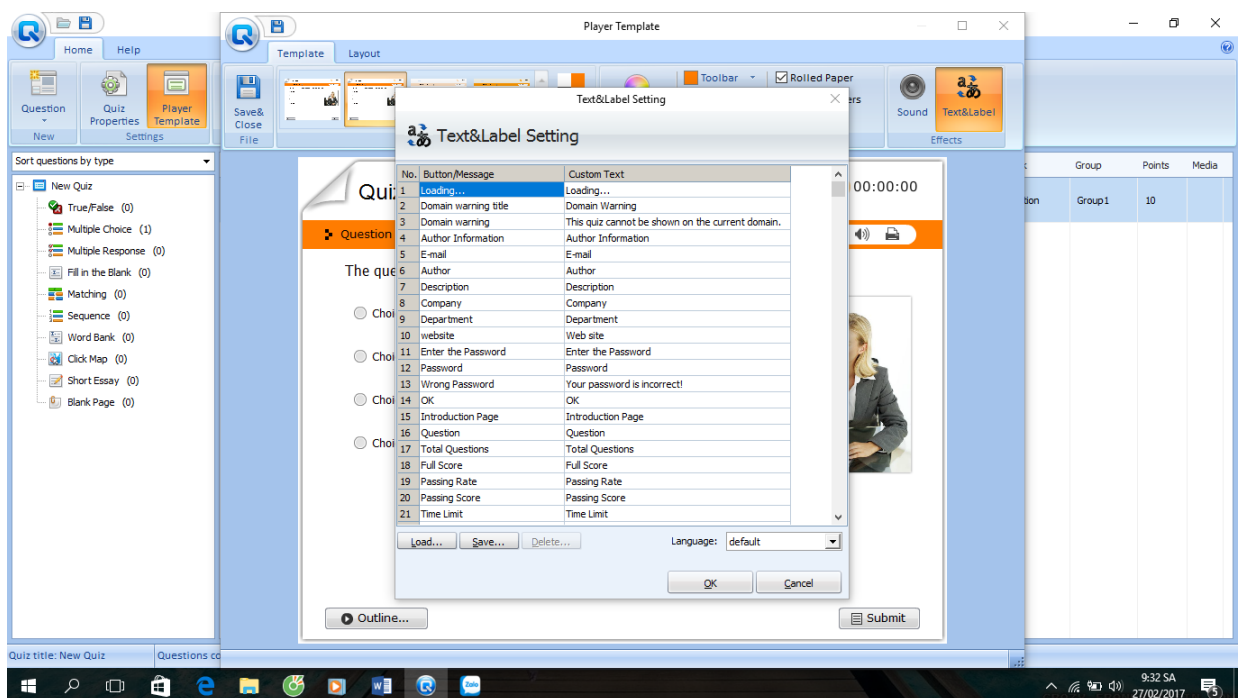 Player Template
Home Help
Template Layout
Question
New
Quiz
Properties
Player
Template
Settings
Save&
Close
File
Toolbar
Rolled Paper
ers
Sound
Text&Label
Effects
Text&Label Setting
Text&Label Setting
Sort questions by type
New Quiz
True/False (0)
Multiple Choice (1)
Multiple Response (0)
Fill in the Blank (0)
Matching (0)
Sequence (0)
Word Bank (0)
Click Map (0)
Short Essay (0)
Blank Page (0)
Qui
00:00:00
Question
The que
Choi
Choi
Choi
Choi
No. Button/Message Custom Text
1 Loading... Loading...
2 Domain warning title Domain Warning
3 Domain warning This quiz cannot be shown on the current domain.
4 Author Information Author Information
5 E-mail E-mail
6 Author Author
7 Description Description
8 Company Company
9 Department Department
10 website Web site
11 Enter the Password Enter the Password
12 Password Password
13 Wrong Password Your password is incorrect!
14 OK OK
15 Introduction Page Introduction Page
16 Question Question
17 Total Questions Total Questions
18 Full Score Full Score
19 Passing Rate Passing Rate
20 Passing Score Passing Score
21 Time Limit Time Limit
Load... Save... Delete... Language: default
OK Cancel
Outline... Submit
Group Points Media
tion Group1 10
Quiz title: New Quiz Questions co
9:32 SA
27/02/2017